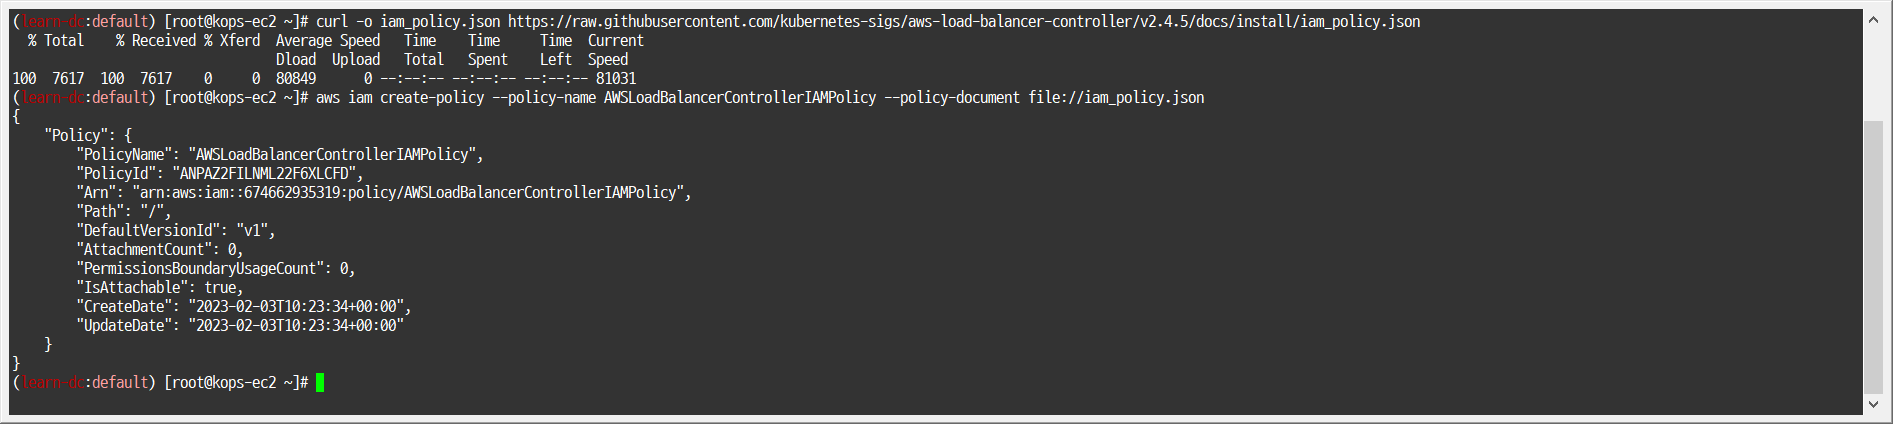 (learn-dc:default) [root@kops-ec2 ~]# curl -o iam_policy.json https://raw.githubusercontent.com/kubernetes-sigs/aws-load-balancer-controller/v2.4.5/docs/install/iam_policy.json
  % Total    % Received % Xferd  Average Speed   Time    Time     Time  Current
                                 Dload  Upload   Total   Spent    Left  Speed
100  7617  100  7617    0     0  80849      0 --:--:-- --:--:-- --:--:-- 81031
(learn-dc:default) [root@kops-ec2 ~]# aws iam create-policy --policy-name AWSLoadBalancerControllerIAMPolicy --policy-document file://iam_policy.json
{
    "Policy": {
        "PolicyName": "AWSLoadBalancerControllerIAMPolicy",
        "PolicyId": "ANPAZ2FILNML22F6XLCFD",
        "Arn": "arn:aws:iam::674662935319:policy/AWSLoadBalancerControllerIAMPolicy",
        "Path": "/",
        "DefaultVersionId": "v1",
        "AttachmentCount": 0,
        "PermissionsBoundaryUsageCount": 0,
        "IsAttachable": true,
        "CreateDate": "2023-02-03T10:23:34+00:00",
        "UpdateDate": "2023-02-03T10:23:34+00:00"
    }
}
(learn-dc:default) [root@kops-ec2 ~]#